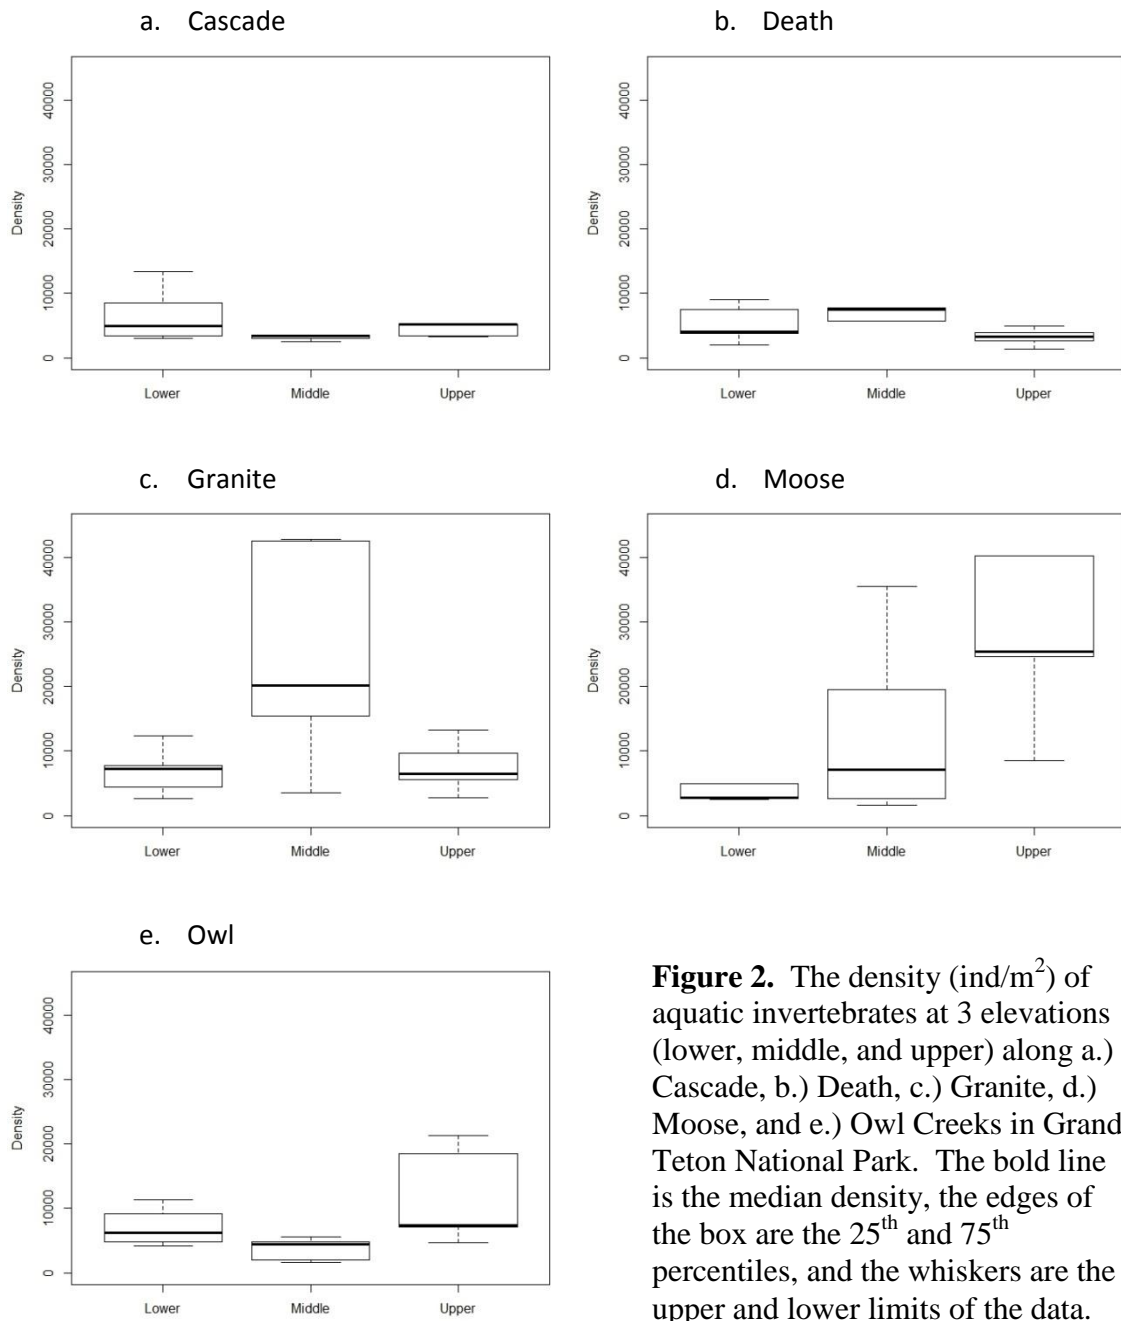 a. Cascade
40000
30000
20000
10000
0
Density
Lower Middle Upper
b. Death
40000
30000
20000
10000
0
Density
Lower Middle Upper
c. Granite
40000
30000
20000
10000
0
Density
Lower Middle Upper
d. Moose
40000
30000
20000
10000
0
Density
Lower Middle Upper
e. Owl
40000
30000
20000
10000
0
Density
Lower Middle Upper
Figure 2. The density (ind/m²) of
aquatic invertebrates at 3 elevations
(lower, middle, and upper) along a.)
Cascade, b.) Death, c.) Granite, d.)
Moose, and e.) Owl Creeks in Grand
Teton National Park. The bold line
is the median density, the edges of
the box are the 25th and 75th
percentiles, and the whiskers are the
upper and lower limits of the data.